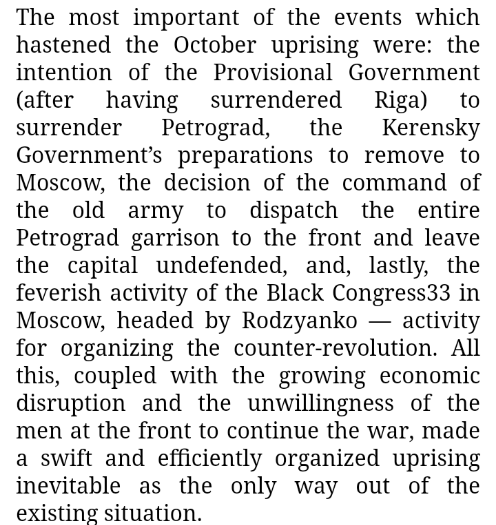 The most important of the events which
hastened the October uprising were: the
intention of the Provisional Government
(after having surrendered Riga) to
surrender Petrograd, the Kerensky
Government’s preparations to remove to
Moscow, the decision of the command of
the old army to dispatch the entire
Petrograd garrison to the front and leave
the capital undefended, and, lastly, the
feverish activity of the Black Congress33 in
Moscow, headed by Rodzyanko — activity
for organizing the counter-revolution. All
this, coupled with the growing economic
disruption and the unwillingness of the
men at the front to continue the war, made
a swift and efficiently organized uprising
inevitable as the only way out of the
existing situation.